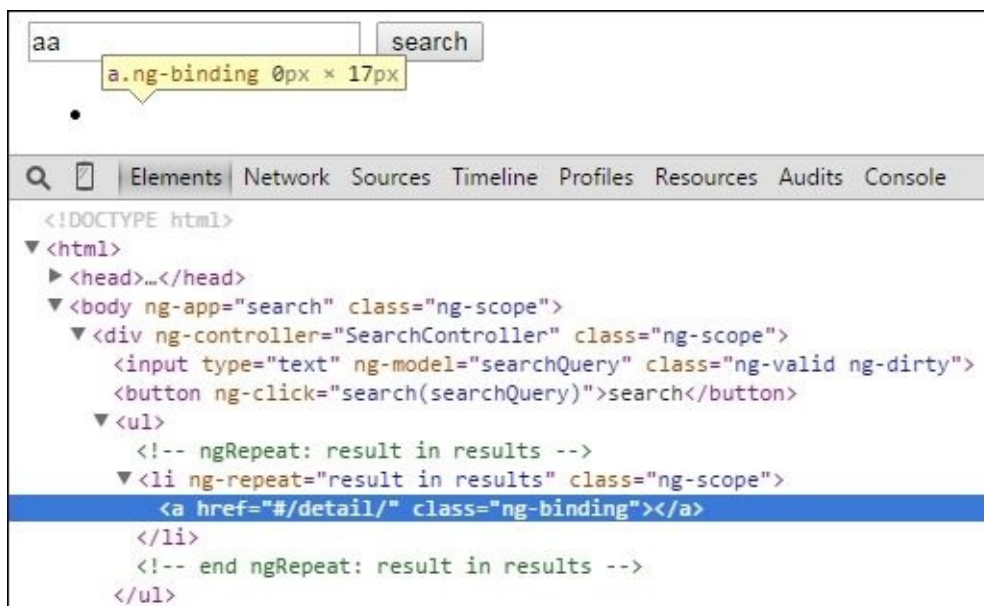 aa search
a.ng-binding 0px × 17px
Elements Network Sources Timeline Profiles Resources Audits Console
<!DOCTYPE html>
▼<html>
▶<head>…</head>
▼<body ng-app="search" class="ng-scope">
▼<div ng-controller="SearchController" class="ng-scope">
<input type="text" ng-model="searchQuery" class="ng-valid ng-dirty">
<button ng-click="search(searchQuery)">search</button>
▼<ul>
<!-- ngRepeat: result in results -->
▼<li ng-repeat="result in results" class="ng-scope">
<a href="#/detail/" class="ng-binding"></a>
</li>
<!-- end ngRepeat: result in results -->
</ul>